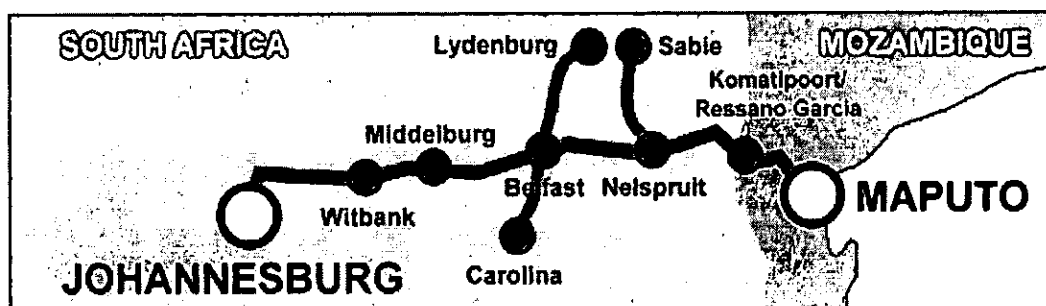 SOUTH AFRICA
Lydenburg
Sabie
MOZAMBIQUE
Komatipoort/
Ressano Garcia
Middelburg
Belfast
Nelspruit
MAPUTO
Witbank
Carolina
JOHANNESBURG